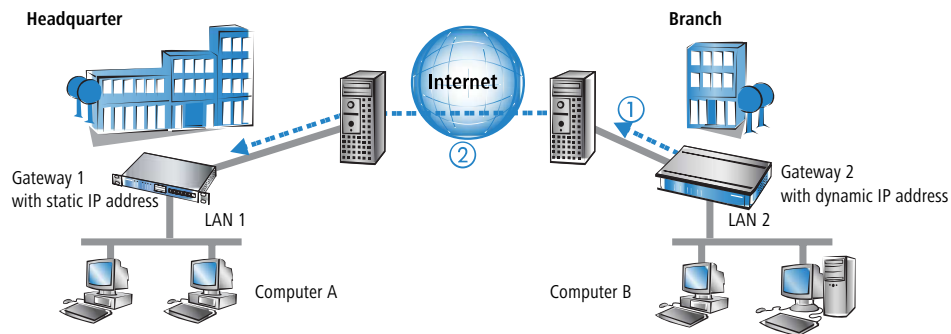 Headquarter
Branch
Internet
①
②
Gateway 1
with static IP address
LAN 1
Gateway 2
with dynamic IP address
LAN 2
Computer A
Computer B